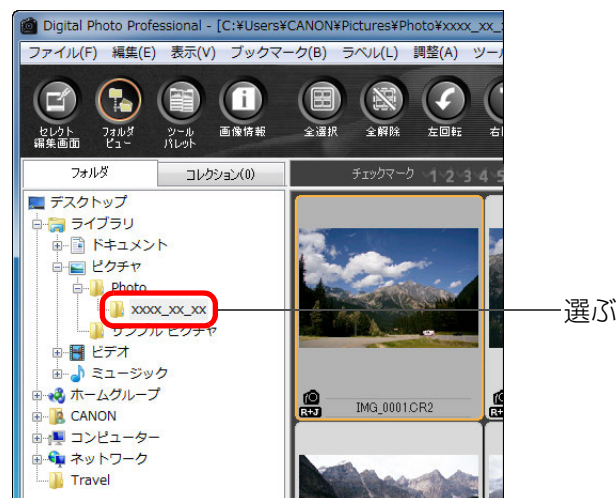 Digital Photo Professional - [C:¥Users¥CANON¥Pictures¥Photo¥xxxx_xx_
ファイル(F) 編集(E) 表示(V) ブックマーク(B) ラベル(L) 調整(A) ツー
セレクト編集画面 フォルダビュー ツールパレット 画像情報 全選択 全解除 左回転 右
フォルダ コレクション(0) チェックマーク 1 2 3 4 5
デスクトップ
ライブラリ
ドキュメント
ピクチャ
Photo
xxxx_xx_xx
選ぶ
サンプル ピクチャ
ビデオ
ミュージック
ホームグループ
R+J IMG_0001.CR2 R+J
CANON
コンピューター
ネットワーク
Travel